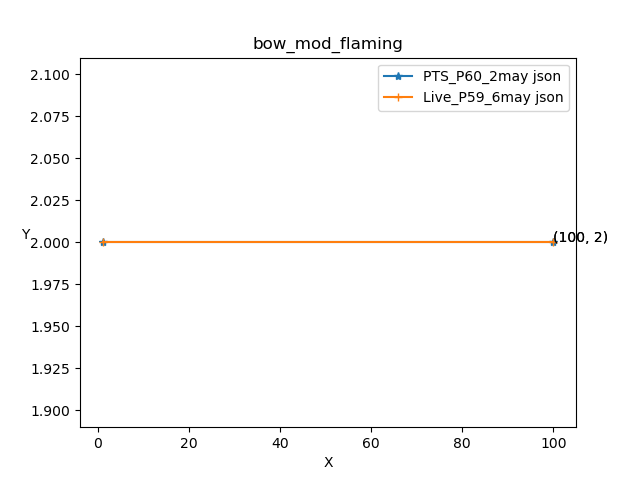 bow_mod_flaming
PTS_P60_2may json
Live_P59_6may json
2.100
2.075
2.050
2.025
2.000
1.975
1.950
1.925
1.900
Y
(100, 2)
0 20 40 60 80 100
X